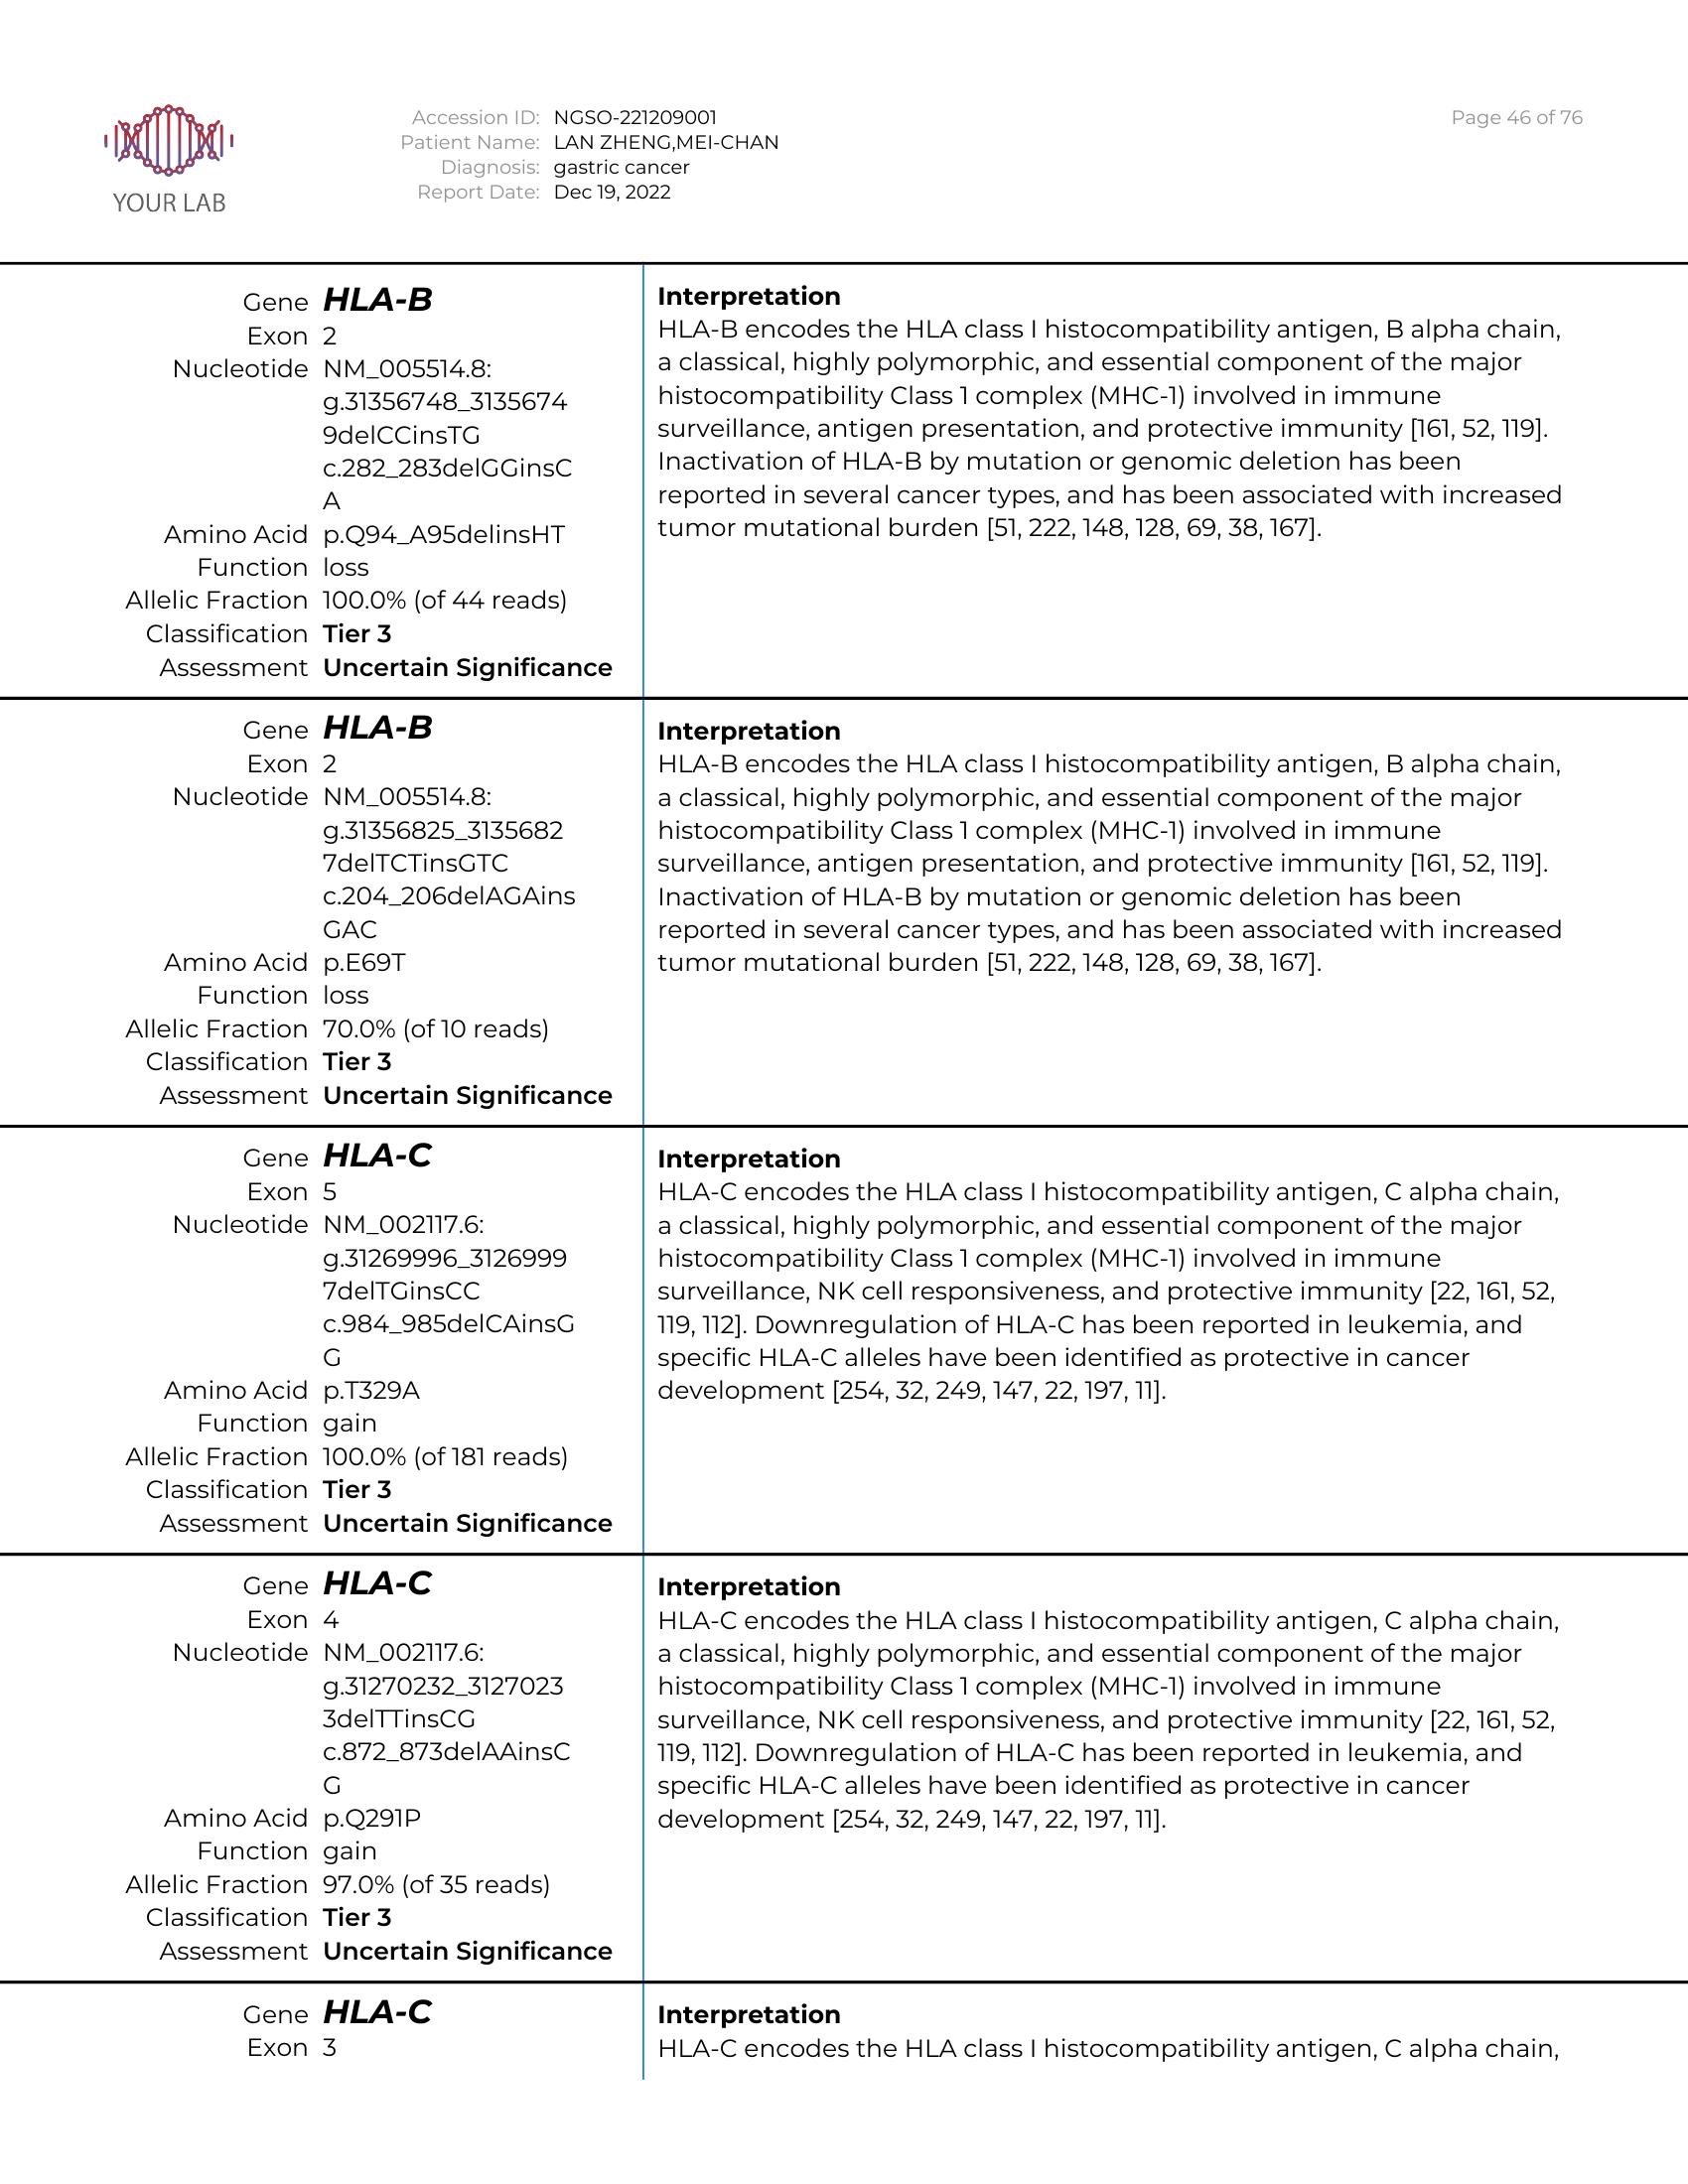 YOUR LAB
Accession ID: NGSO-221209001
Patient Name: LAN ZHENG,MEI-CHAN
Diagnosis: gastric cancer
Report Date: Dec 19, 2022
Page 46 of 76
Gene HLA-B
Exon 2
Nucleotide NM_005514.8:
g.31356748_3135674
9delCCinsTG
c.282_283delGGinsC
A
Amino Acid p.Q94_A95delinsHT
Function loss
Allelic Fraction 100.0% (of 44 reads)
Classification Tier 3
Assessment Uncertain Significance
Interpretation
HLA-B encodes the HLA class I histocompatibility antigen, B alpha chain,
a classical, highly polymorphic, and essential component of the major
histocompatibility Class 1 complex (MHC-1) involved in immune
surveillance, antigen presentation, and protective immunity [161, 52, 119].
Inactivation of HLA-B by mutation or genomic deletion has been
reported in several cancer types, and has been associated with increased
tumor mutational burden [51, 222, 148, 128, 69, 38, 167].
Gene HLA-B
Exon 2
Nucleotide NM_005514.8:
g.31356825_3135682
7delTCTinsGTC
c.204_206delAGAins
GAC
Amino Acid p.E69T
Function loss
Allelic Fraction 70.0% (of 10 reads)
Classification Tier 3
Assessment Uncertain Significance
Interpretation
HLA-B encodes the HLA class I histocompatibility antigen, B alpha chain,
a classical, highly polymorphic, and essential component of the major
histocompatibility Class 1 complex (MHC-1) involved in immune
surveillance, antigen presentation, and protective immunity [161, 52, 119].
Inactivation of HLA-B by mutation or genomic deletion has been
reported in several cancer types, and has been associated with increased
tumor mutational burden [51, 222, 148, 128, 69, 38, 167].
Gene HLA-C
Exon 5
Nucleotide NM_002117.6:
g.31269996_3126999
7delTGinsCC
c.984_985delCAinsG
G
Amino Acid p.T329A
Function gain
Allelic Fraction 100.0% (of 181 reads)
Classification Tier 3
Assessment Uncertain Significance
Interpretation
HLA-C encodes the HLA class I histocompatibility antigen, C alpha chain,
a classical, highly polymorphic, and essential component of the major
histocompatibility Class 1 complex (MHC-1) involved in immune
surveillance, NK cell responsiveness, and protective immunity [22, 161, 52,
119, 112]. Downregulation of HLA-C has been reported in leukemia, and
specific HLA-C alleles have been identified as protective in cancer
development [254, 32, 249, 147, 22, 197, 11].
Gene HLA-C
Exon 4
Nucleotide NM_002117.6:
g.31270232_3127023
3delTTinsCG
c.872_873delAAinsC
G
Amino Acid p.Q291P
Function gain
Allelic Fraction 97.0% (of 35 reads)
Classification Tier 3
Assessment Uncertain Significance
Interpretation
HLA-C encodes the HLA class I histocompatibility antigen, C alpha chain,
a classical, highly polymorphic, and essential component of the major
histocompatibility Class 1 complex (MHC-1) involved in immune
surveillance, NK cell responsiveness, and protective immunity [22, 161, 52,
119, 112]. Downregulation of HLA-C has been reported in leukemia, and
specific HLA-C alleles have been identified as protective in cancer
development [254, 32, 249, 147, 22, 197, 11].
Gene HLA-C
Exon 3
Interpretation
HLA-C encodes the HLA class I histocompatibility antigen, C alpha chain,